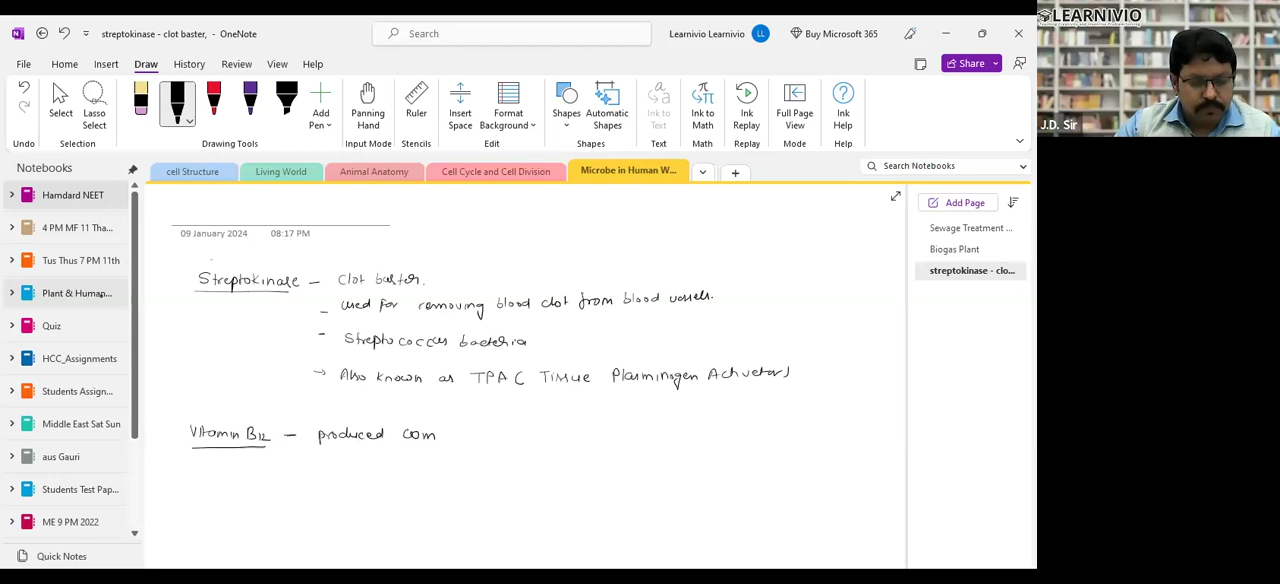 streptokinase - clot baster, - OneNote
Search
Learnivio Learnivio
LL
Buy Microsoft 365
LEARNIVIO
File
Home
Insert
Draw
History
Review
View
Help
Share
Undo
Select
Lasso Select
Add Pen
Panning Hand
Ruler
Insert Space
Format Background
Shapes
Automatic Shapes
Ink to Text
Ink to Math
Ink Replay
Full Page View
Ink Help
J.D. Sir
Undo
Selection
Drawing Tools
Input Mode
Stencils
Edit
Shapes
Text
Math
Replay
Mode
Help
Notebooks
cell Structure
Living World
Animal Anatomy
Cell Cycle and Cell Division
Microbe in Human W...
Search Notebooks
Hamdard NEET
4 PM MF 11 Tha...
Tus Thus 7 PM 11th
Plant & Human...
Quiz
HCC_Assignments
Students Assign...
Middle East Sat Sun
aus Gauri
Students Test Pap...
ME 9 PM 2022
Quick Notes
09 January 2024 08:17 PM
Streptokinase - Clot baster.
- used for removing blood clot from blood vessels.
- Streptococcus bacteria
→ Also known as TPA ( Tissue Plasminogen Activator)
Vitamin B12 - produced com
Add Page
Sewage Treatment ...
Biogas Plant
streptokinase - clo...